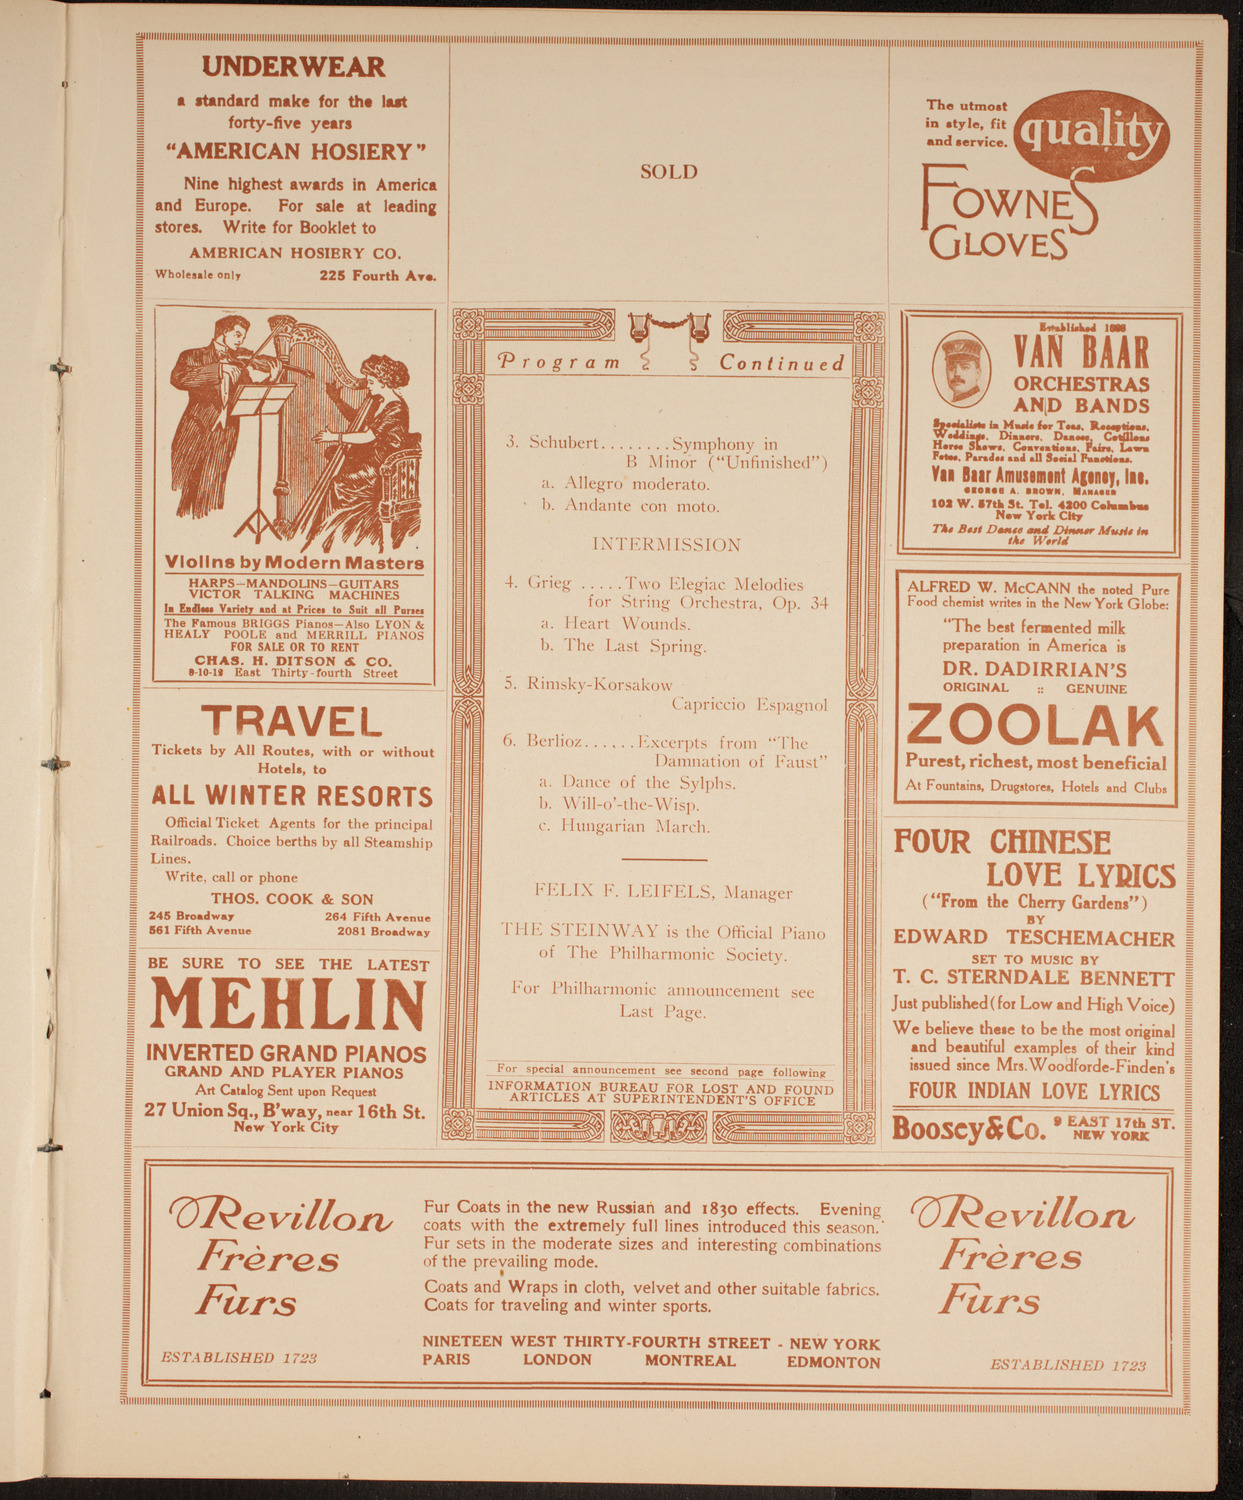 UNDERWEAR
a standard make for the last
forty-five years
"AMERICAN HOSIERY"
Nine highest awards in America
and Europe. For sale at leading
stores. Write for Booklet to
AMERICAN HOSIERY CO.
Wholesale only 225 Fourth Ave.
Violins by Modern Masters
HARPS—MANDOLINS—GUITARS
VICTOR TALKING MACHINES
In Endless Variety and at Prices to Suit all Purses
The Famous BRIGGS Pianos—Also LYON &
HEALY POOLE and MERRILL PIANOS
FOR SALE OR TO RENT
CHAS. H. DITSON & CO.
8-10-12 East Thirty-fourth Street
TRAVEL
Tickets by All Routes, with or without
Hotels, to
ALL WINTER RESORTS
Official Ticket Agents for the principal
Railroads. Choice berths by all Steamship
Lines.
Write, call or phone
THOS. COOK & SON
245 Broadway 264 Fifth Avenue
561 Fifth Avenue 2081 Broadway
BE SURE TO SEE THE LATEST
MEHLIN
INVERTED GRAND PIANOS
GRAND AND PLAYER PIANOS
Art Catalog Sent upon Request
27 Union Sq., B'way, near 16th St.
New York City
SOLD
Program Continued
3. Schubert........Symphony in
B Minor ("Unfinished")
a. Allegro moderato.
b. Andante con moto.
INTERMISSION
4. Grieg .....Two Elegiac Melodies
for String Orchestra, Op. 34
a. Heart Wounds.
b. The Last Spring.
5. Rimsky-Korsakow
Capriccio Espagnol
6. Berlioz......Excerpts from "The
Damnation of Faust"
a. Dance of the Sylphs.
b. Will-o'-the-Wisp.
c. Hungarian March.
FELIX F. LEIFELS, Manager
THE STEINWAY is the Official Piano
of The Philharmonic Society.
For Philharmonic announcement see
Last Page.
For special announcement see second page following
INFORMATION BUREAU FOR LOST AND FOUND
ARTICLES AT SUPERINTENDENT'S OFFICE
The utmost
in style, fit
and service.
quality
FOWNES
GLOVES
Established
VAN BAAR
ORCHESTRAS
AND BANDS
Specialists in Music for Teas, Receptions,
Weddings, Dinners, Dances, Cotillons
Horse Shows, Conventions, Fairs, Lawn
Fetes, Parades and all Social Functions.
Van Baar Amusement Agency, Inc.
GEORGE A. BROWN, MANAGER
102 W. 57th St. Tel. 4200 Columbus
New York City
The Best Dance and Dinner Music in
the World
ALFRED W. McCANN the noted Pure
Food chemist writes in the New York Globe:
"The best fermented milk
preparation in America is
DR. DADIRRIAN'S
ORIGINAL :: GENUINE
ZOOLAK
Purest, richest, most beneficial
At Fountains, Drugstores, Hotels and Clubs
FOUR CHINESE
LOVE LYRICS
("From the Cherry Gardens")
BY
EDWARD TESCHEMACHER
SET TO MUSIC BY
T. C. STERNDALE BENNETT
Just published (for Low and High Voice)
We believe these to be the most original
and beautiful examples of their kind
issued since Mrs. Woodforde-Finden's
FOUR INDIAN LOVE LYRICS
Boosey & Co. 9 EAST 17th ST.
NEW YORK
Revillon
Frères
Furs
ESTABLISHED 1723
Fur Coats in the new Russian and 1830 effects. Evening
coats with the extremely full lines introduced this season.
Fur sets in the moderate sizes and interesting combinations
of the prevailing mode.
Coats and Wraps in cloth, velvet and other suitable fabrics.
Coats for traveling and winter sports.
NINETEEN WEST THIRTY-FOURTH STREET - NEW YORK
PARIS LONDON MONTREAL EDMONTON
Revillon
Frères
Furs
ESTABLISHED 1723